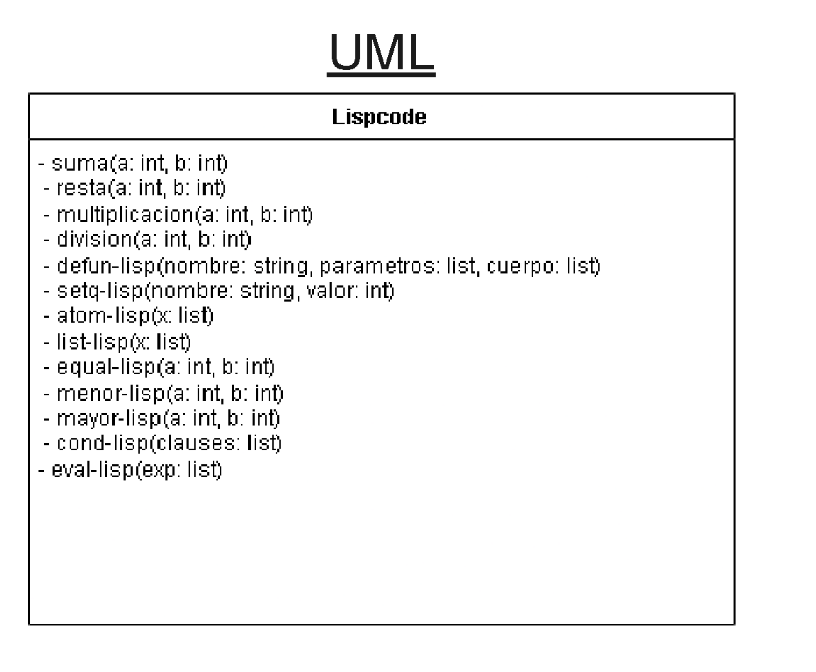 UML
Lispcode
- suma(a: int, b: int)
- resta(a: int, b: int)
- multiplicacion(a: int, b: int)
- division(a: int, b: int)
- defun-lisp(nombre: string, parametros: list, cuerpo: list)
- setq-lisp(nombre: string, valor: int)
- atom-lisp(x: list)
- list-lisp(x: list)
- equal-lisp(a: int, b: int)
- menor-lisp(a: int, b: int)
- mayor-lisp(a: int, b: int)
- cond-lisp(clauses: list)
- eval-lisp(exp: list)